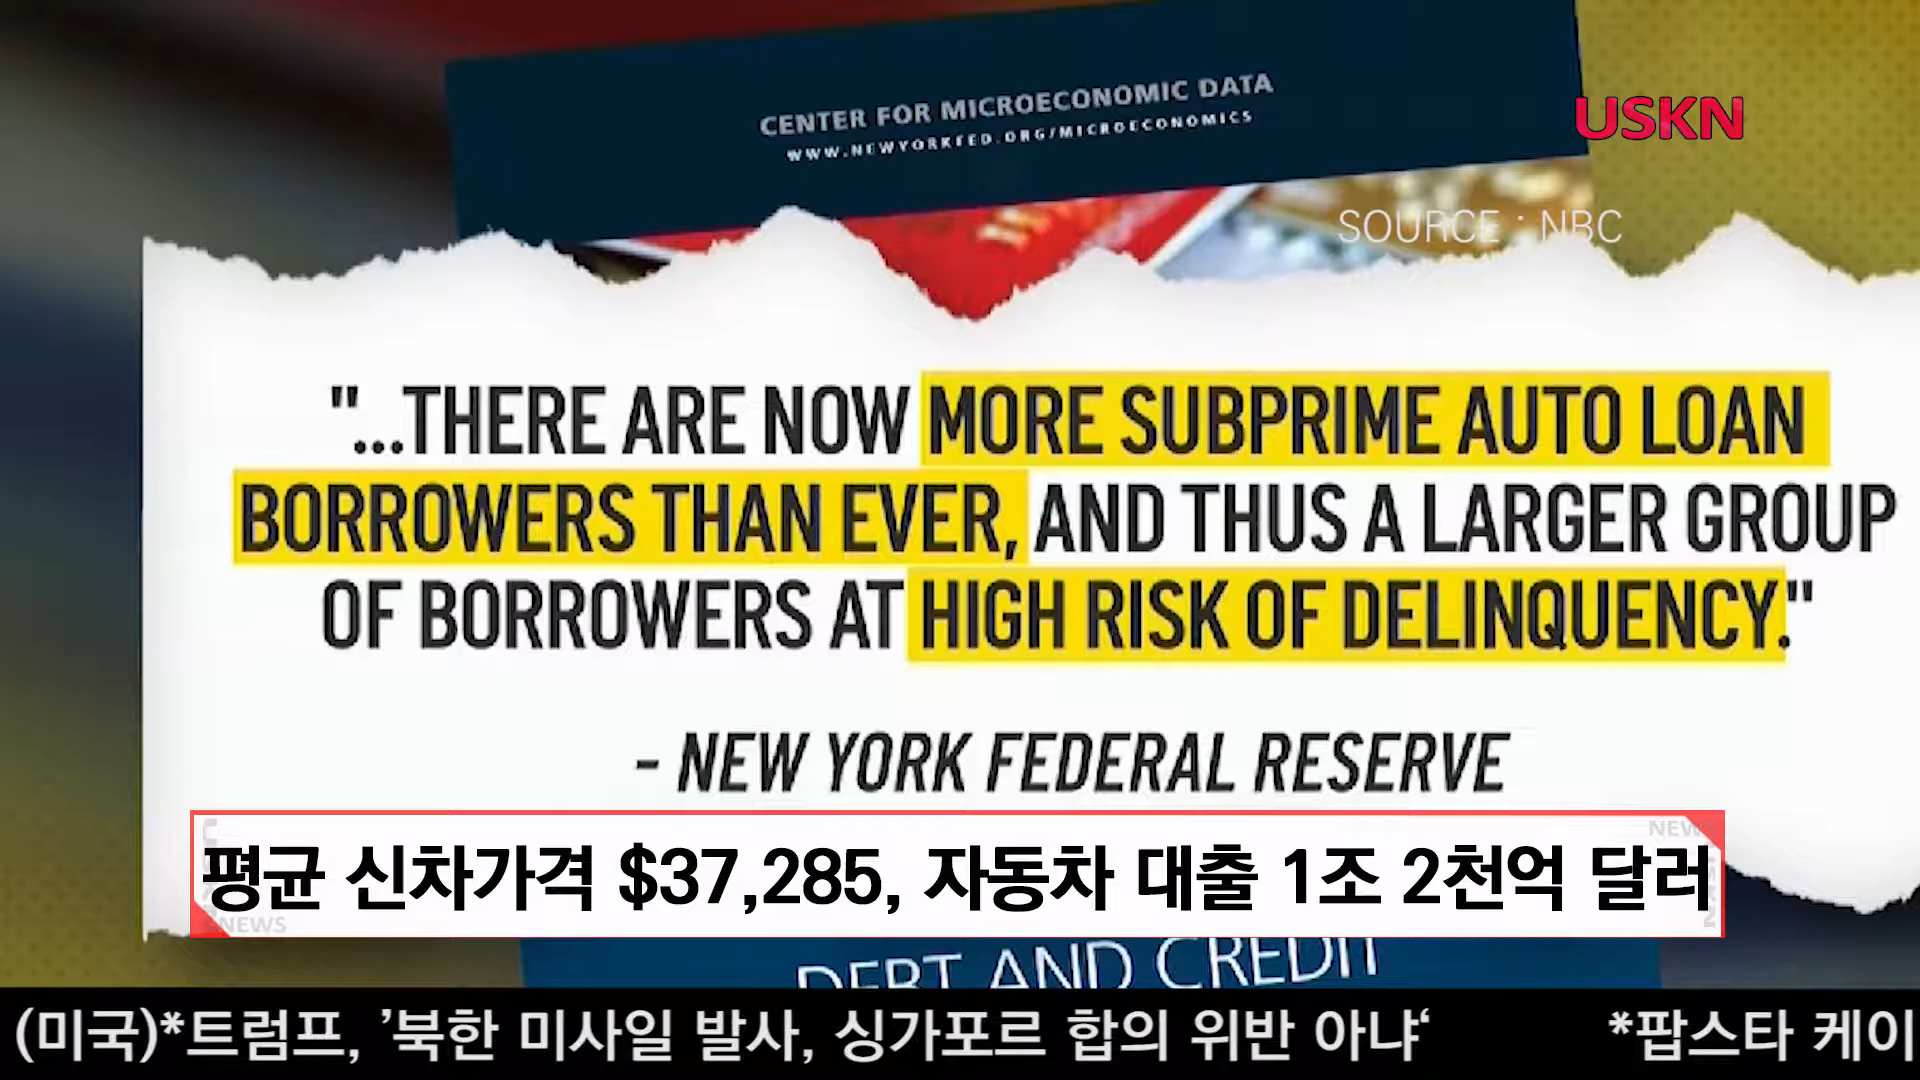 CENTER FOR MICROECONOMIC DATA
WWW.NEWYORKFED.ORG/MICROECONOMICS
USKN
SOURCE : NBC
"...THERE ARE NOW MORE SUBPRIME AUTO LOAN
BORROWERS THAN EVER, AND THUS A LARGER GROUP
OF BORROWERS AT HIGH RISK OF DELINQUENCY."
- NEW YORK FEDERAL RESERVE
NEWS
평균 신차가격 $37,285, 자동차 대출 1조 2천억 달러
NEWS
DEBT AND CREDIT
(미국)*트럼프, '북한 미사일 발사, 싱가포르 합의 위반 아냐‘ *팝스타 케이